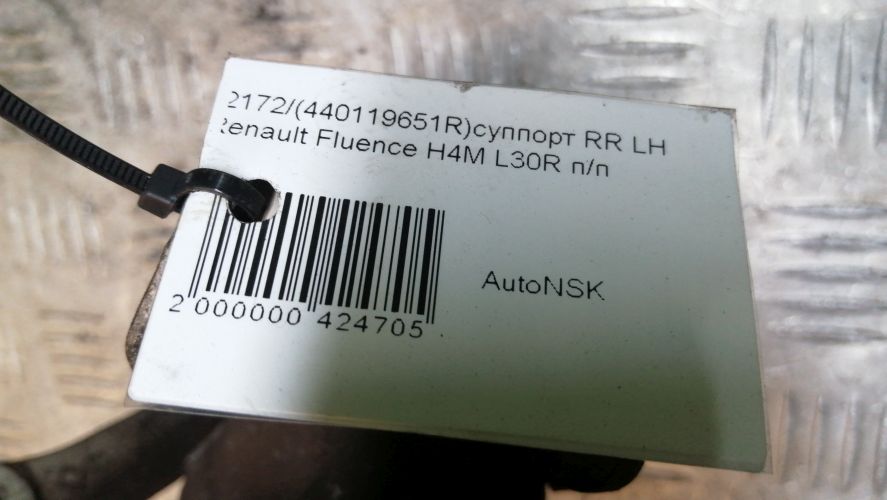 2172/(440119651R)суппорт RR LH
Renault Fluence H4M L30R п/п
AutoNSK
2 000000 424705